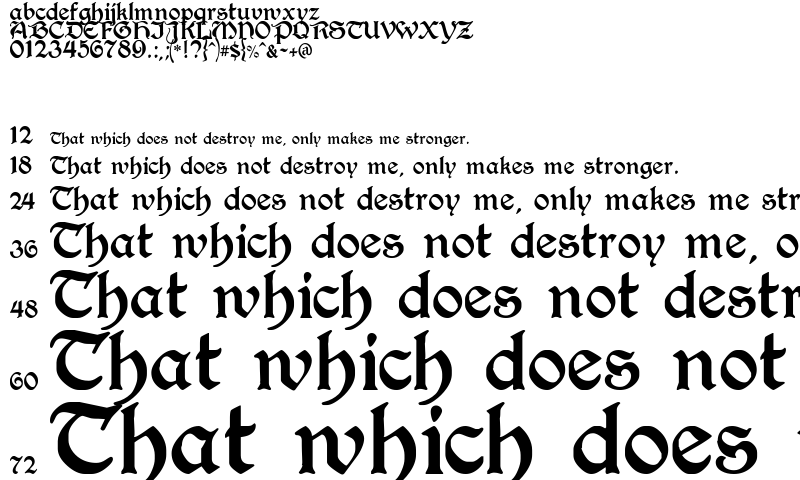 abcdefghijklmnopqrstuvwxyz
ABCDEFGHIJKLMNOPQRSTUVWXYZ
0123456789.:,;(*!?{^)#${%^&-+@
12 That which does not destroy me, only makes me stronger.
18 That which does not destroy me, only makes me stronger.
24 That which does not destroy me, only makes me str
36 That which does not destroy me, o
48 That which does not destr
60 That which does not
72 That which does